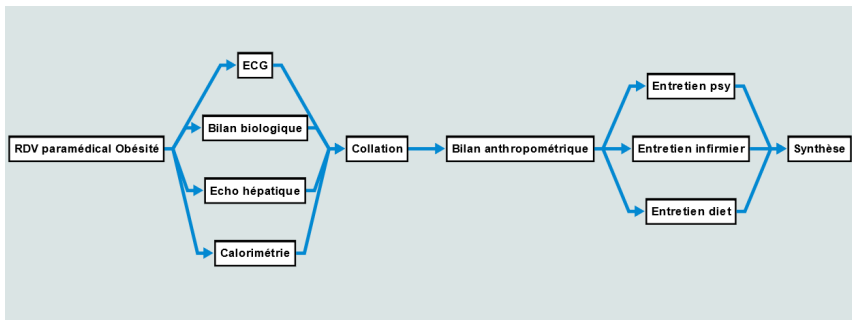 RDV paramédical Obésité
ECG
Bilan biologique
Echo hépatique
Calorimétrie
Collation
Bilan anthropométrique
Entretien psy
Entretien infirmier
Entretien diet
Synthèse